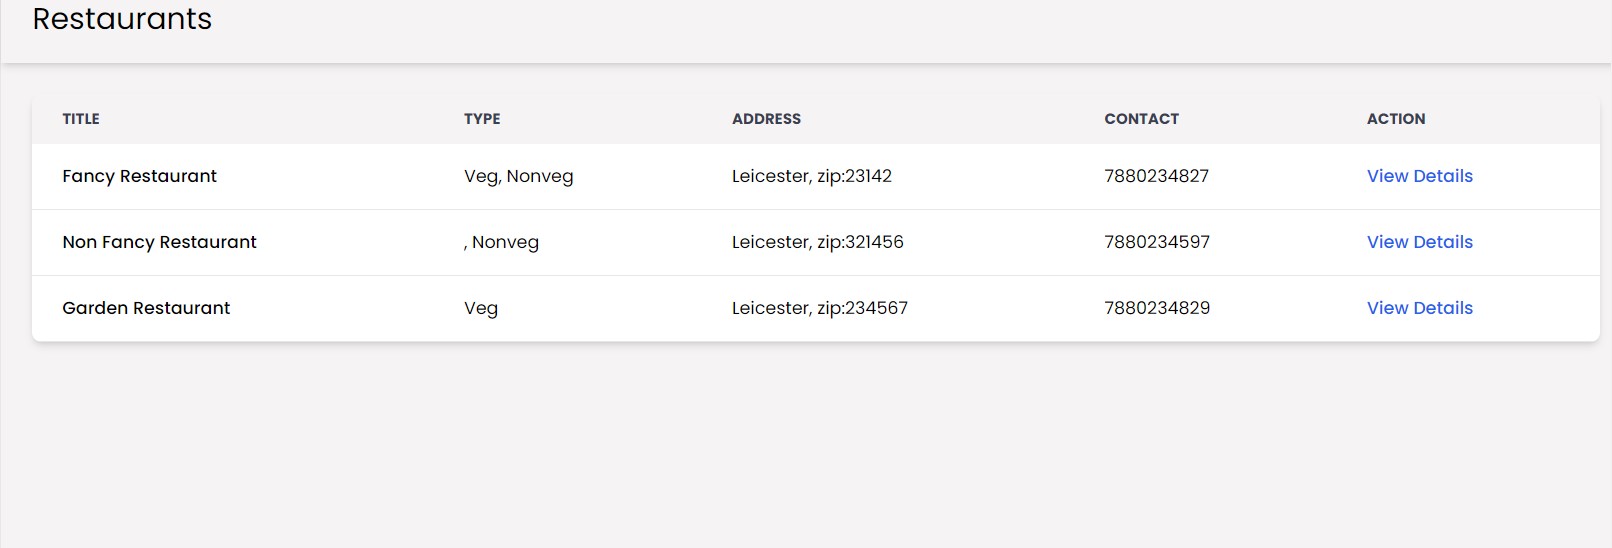 Restaurants
TITLE TYPE ADDRESS CONTACT ACTION
Fancy Restaurant Veg, Nonveg Leicester, zip:23142 7880234827 View Details
Non Fancy Restaurant , Nonveg Leicester, zip:321456 7880234597 View Details
Garden Restaurant Veg Leicester, zip:234567 7880234829 View Details